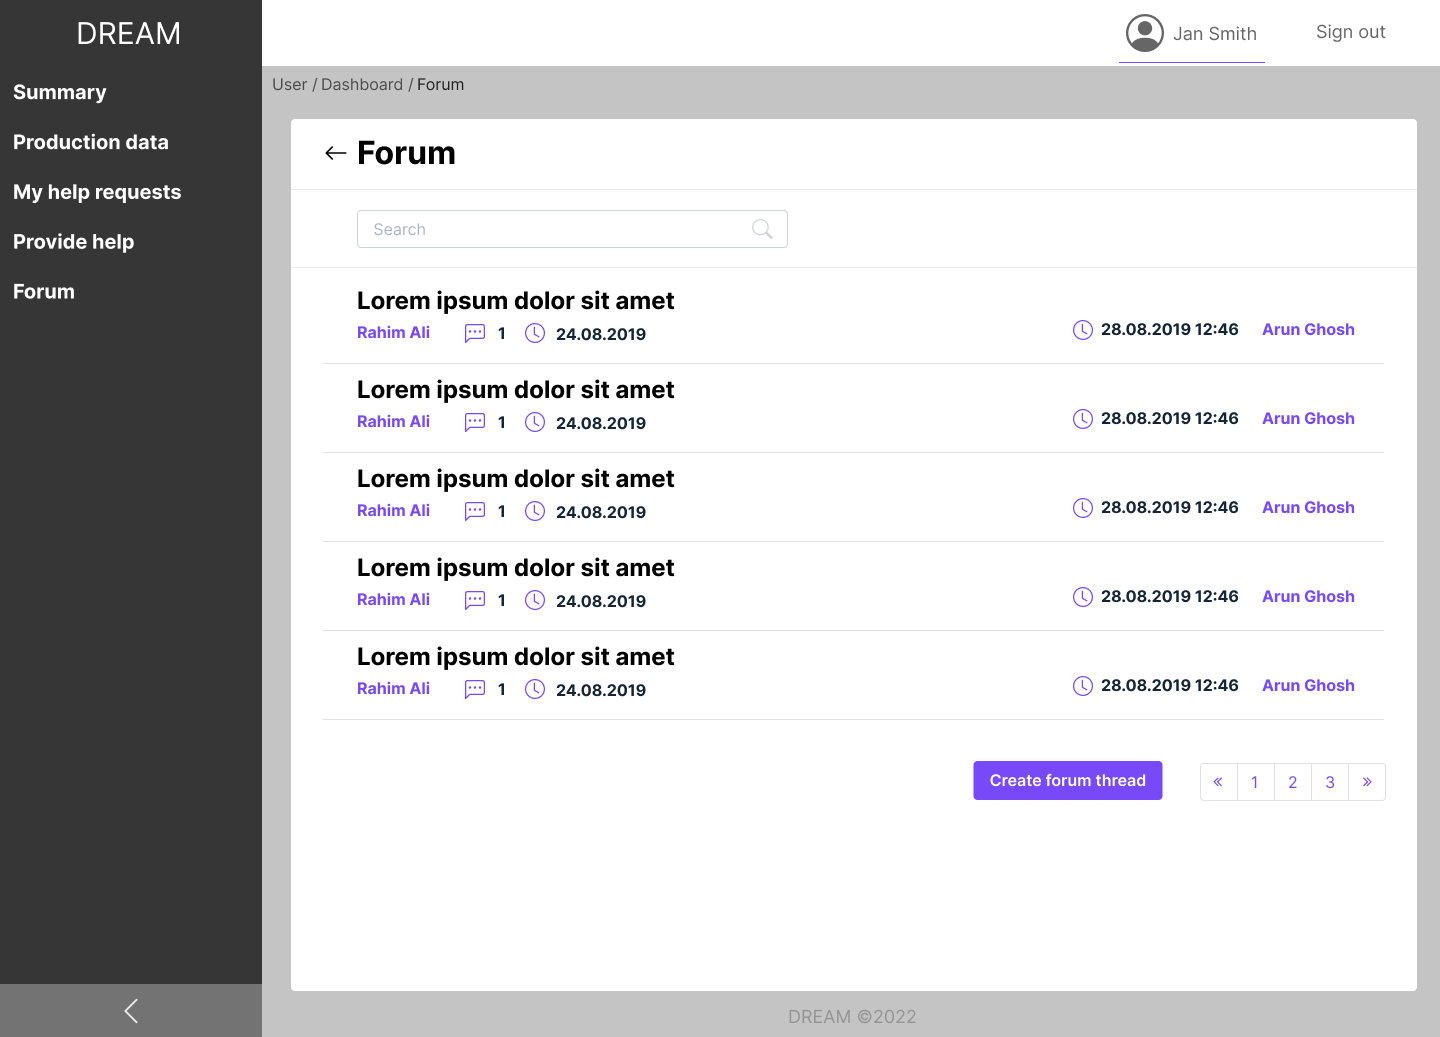 DREAM
Summary
Production data
My help requests
Provide help
Forum
Jan Smith
Sign out
User / Dashboard / Forum
Forum
Search
Lorem ipsum dolor sit amet
Rahim Ali 1 24.08.2019 28.08.2019 12:46 Arun Ghosh
Lorem ipsum dolor sit amet
Rahim Ali 1 24.08.2019 28.08.2019 12:46 Arun Ghosh
Lorem ipsum dolor sit amet
Rahim Ali 1 24.08.2019 28.08.2019 12:46 Arun Ghosh
Lorem ipsum dolor sit amet
Rahim Ali 1 24.08.2019 28.08.2019 12:46 Arun Ghosh
Lorem ipsum dolor sit amet
Rahim Ali 1 24.08.2019 28.08.2019 12:46 Arun Ghosh
Create forum thread « 1 2 3 »
DREAM ©2022